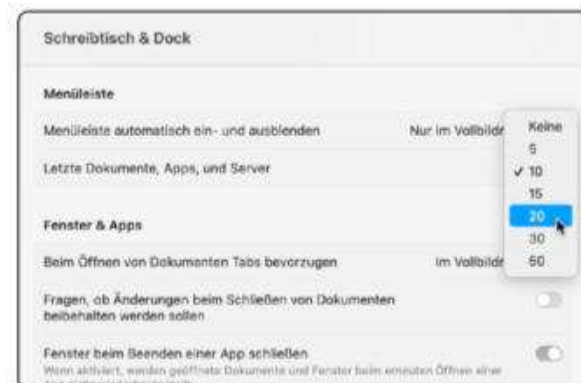 Schreibtisch & Dock
Menüleiste
Menüleiste automatisch ein- und ausblenden Nur im Vollbildr
Letzte Dokumente, Apps, und Server
Keine
5
✓ 10
15
20
30
50
Fenster & Apps
Beim Öffnen von Dokumenten Tabs bevorzugen Im Vollbildr
Fragen, ob Änderungen beim Schließen von Dokumenten
beibehalten werden sollen
Fenster beim Beenden einer App schließen
Wenn aktiviert, werden geöffnete Dokumente und Fenster beim erneuten Öffnen einer